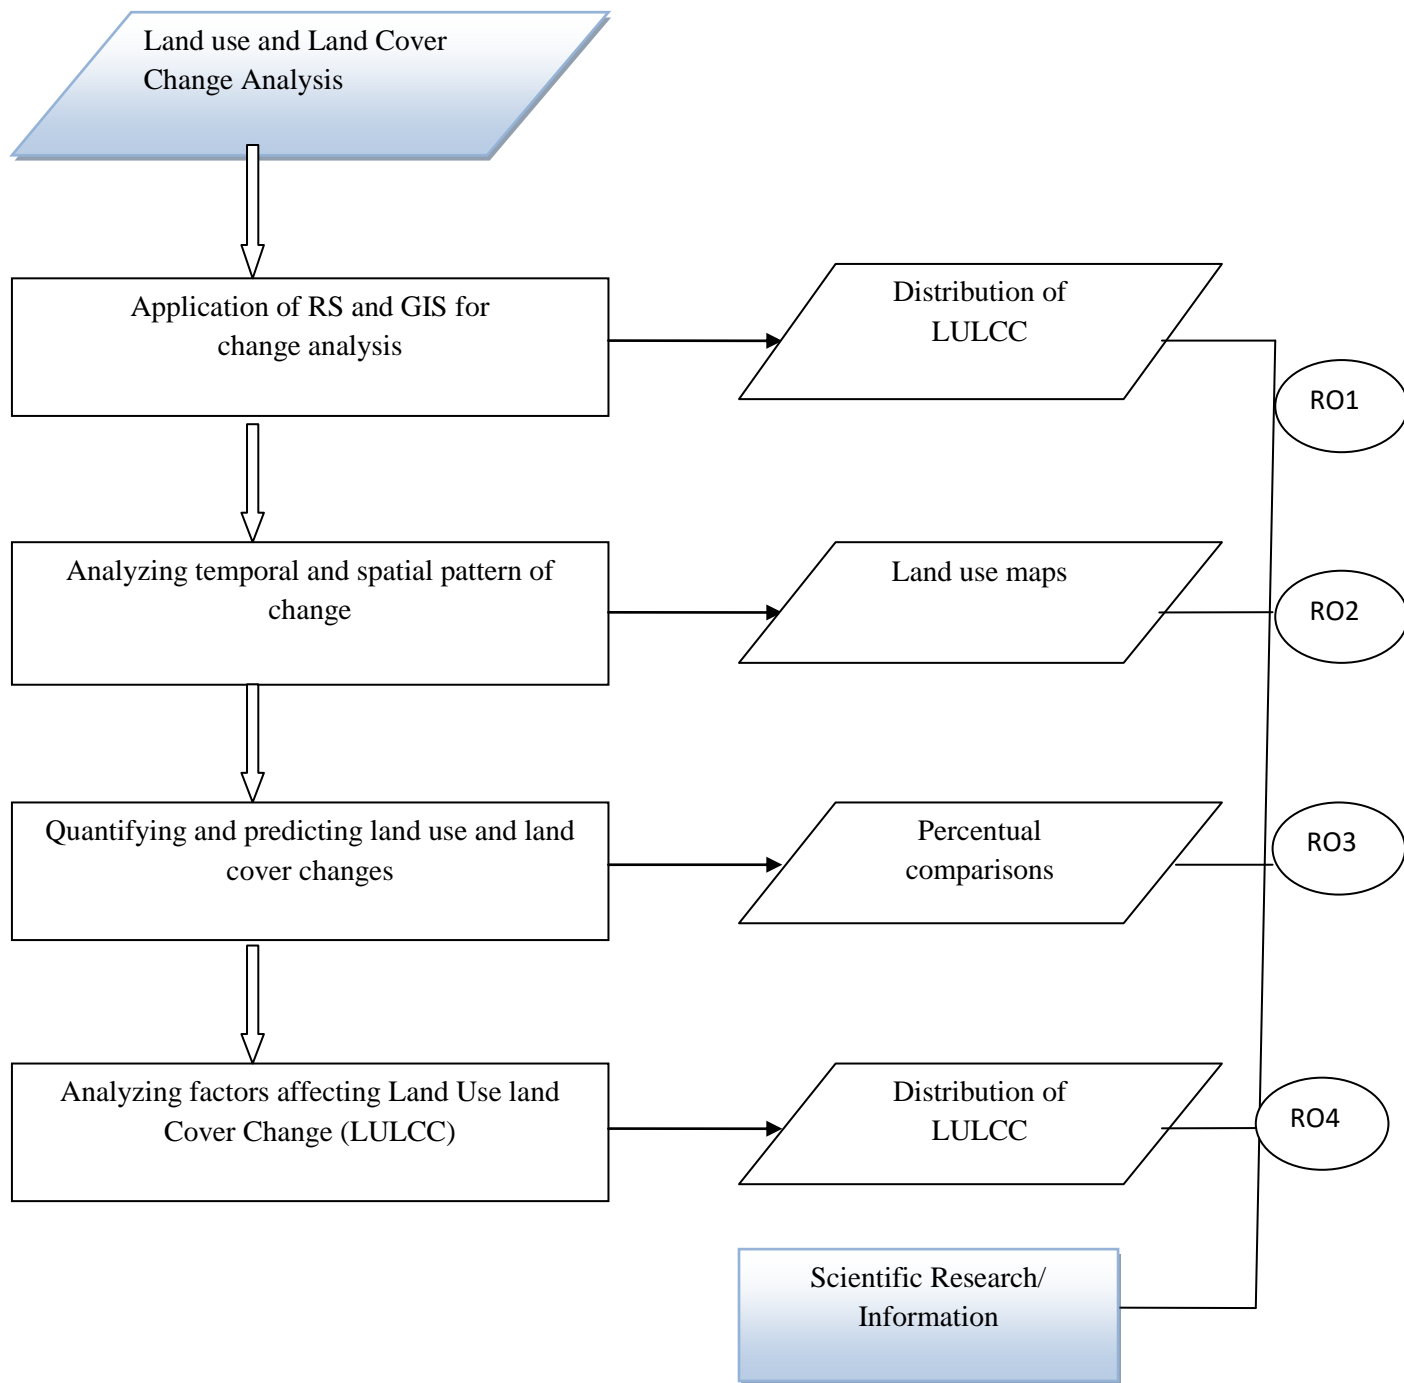 Land use and Land Cover
Change Analysis
Application of RS and GIS for
change analysis
Distribution of
LULCC
RO1
Analyzing temporal and spatial pattern of
change
Land use maps
RO2
Quantifying and predicting land use and land
cover changes
Percentual
comparisons
RO3
Analyzing factors affecting Land Use land
Cover Change (LULCC)
Distribution of
LULCC
RO4
Scientific Research/
Information